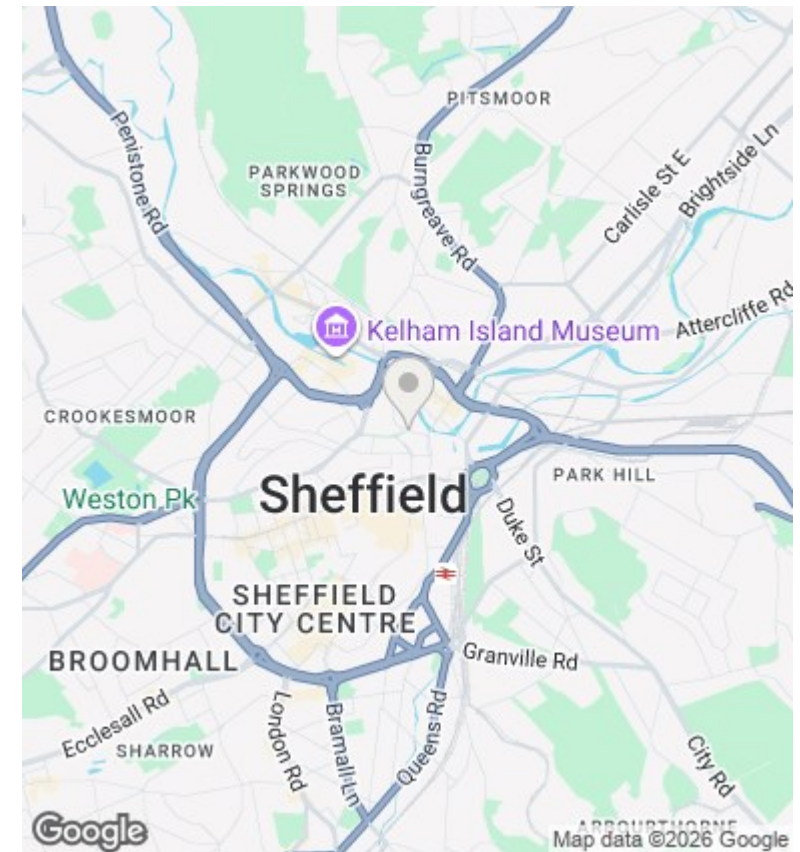 PITSMOOR
Penistone Rd
PARKWOOD
SPRINGS
Burngreave Rd
Carlisle St E
Brightside Ln
Attercliffe Rd
Kelham Island Museum
CROOKESMOOR
Weston Pk
Sheffield
PARK HILL
Duke St
SHEFFIELD
CITY CENTRE
BROOMHALL
Granville Rd
Ecclesall Rd
SHARROW
London Rd
Bramall Ln
Queens Rd
City Rd
ARBOURTHORNE
Google
Map data ©2026 Google